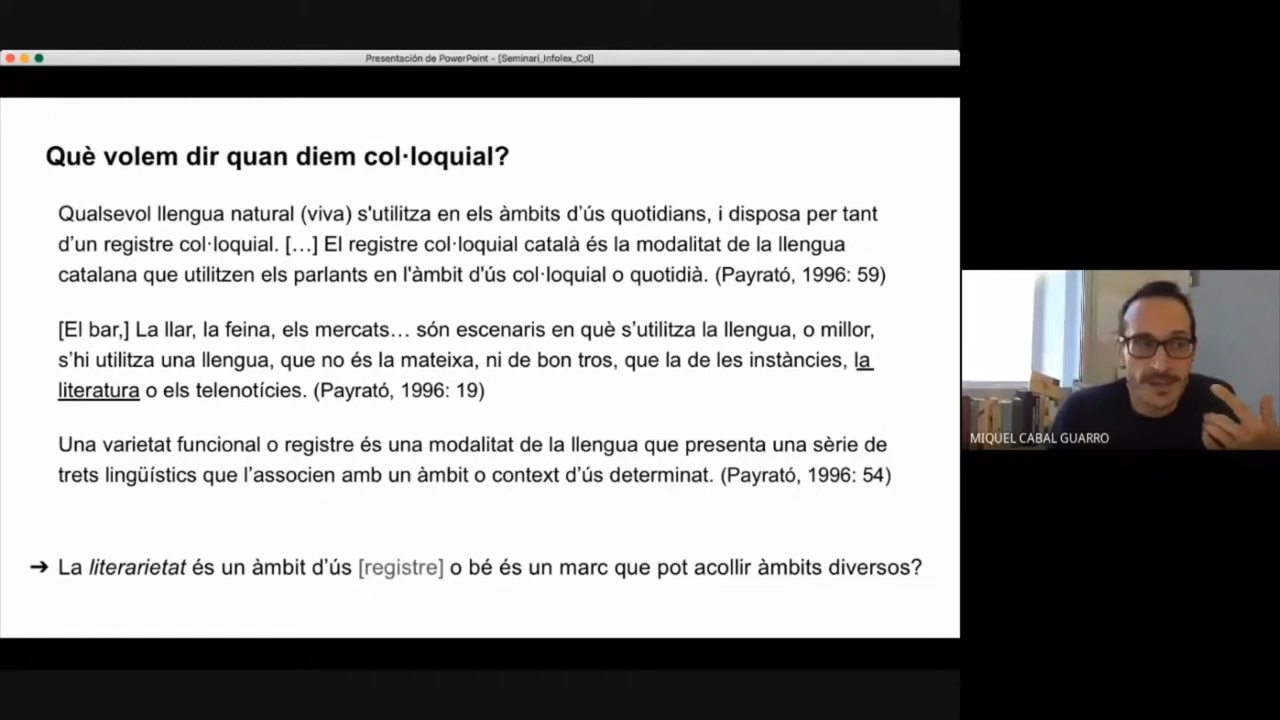 Presentación de PowerPoint - [Seminari_Infolex_Col]
Què volem dir quan diem col·loquial?
Qualsevol llengua natural (viva) s'utilitza en els àmbits d’ús quotidians, i disposa per tant
d’un registre col·loquial. […] El registre col·loquial català és la modalitat de la llengua
catalana que utilitzen els parlants en l'àmbit d'ús col·loquial o quotidià. (Payrató, 1996: 59)
[El bar,] La llar, la feina, els mercats… són escenaris en què s’utilitza la llengua, o millor,
s’hi utilitza una llengua, que no és la mateixa, ni de bon tros, que la de les instàncies, la
literatura o els telenotícies. (Payrató, 1996: 19)
Una varietat funcional o registre és una modalitat de la llengua que presenta una sèrie de
trets lingüístics que l’associen amb un àmbit o context d’ús determinat. (Payrató, 1996: 54)
➔ La literarietat és un àmbit d’ús [registre] o bé és un marc que pot acollir àmbits diversos?
MIQUEL CABAL GUARRO